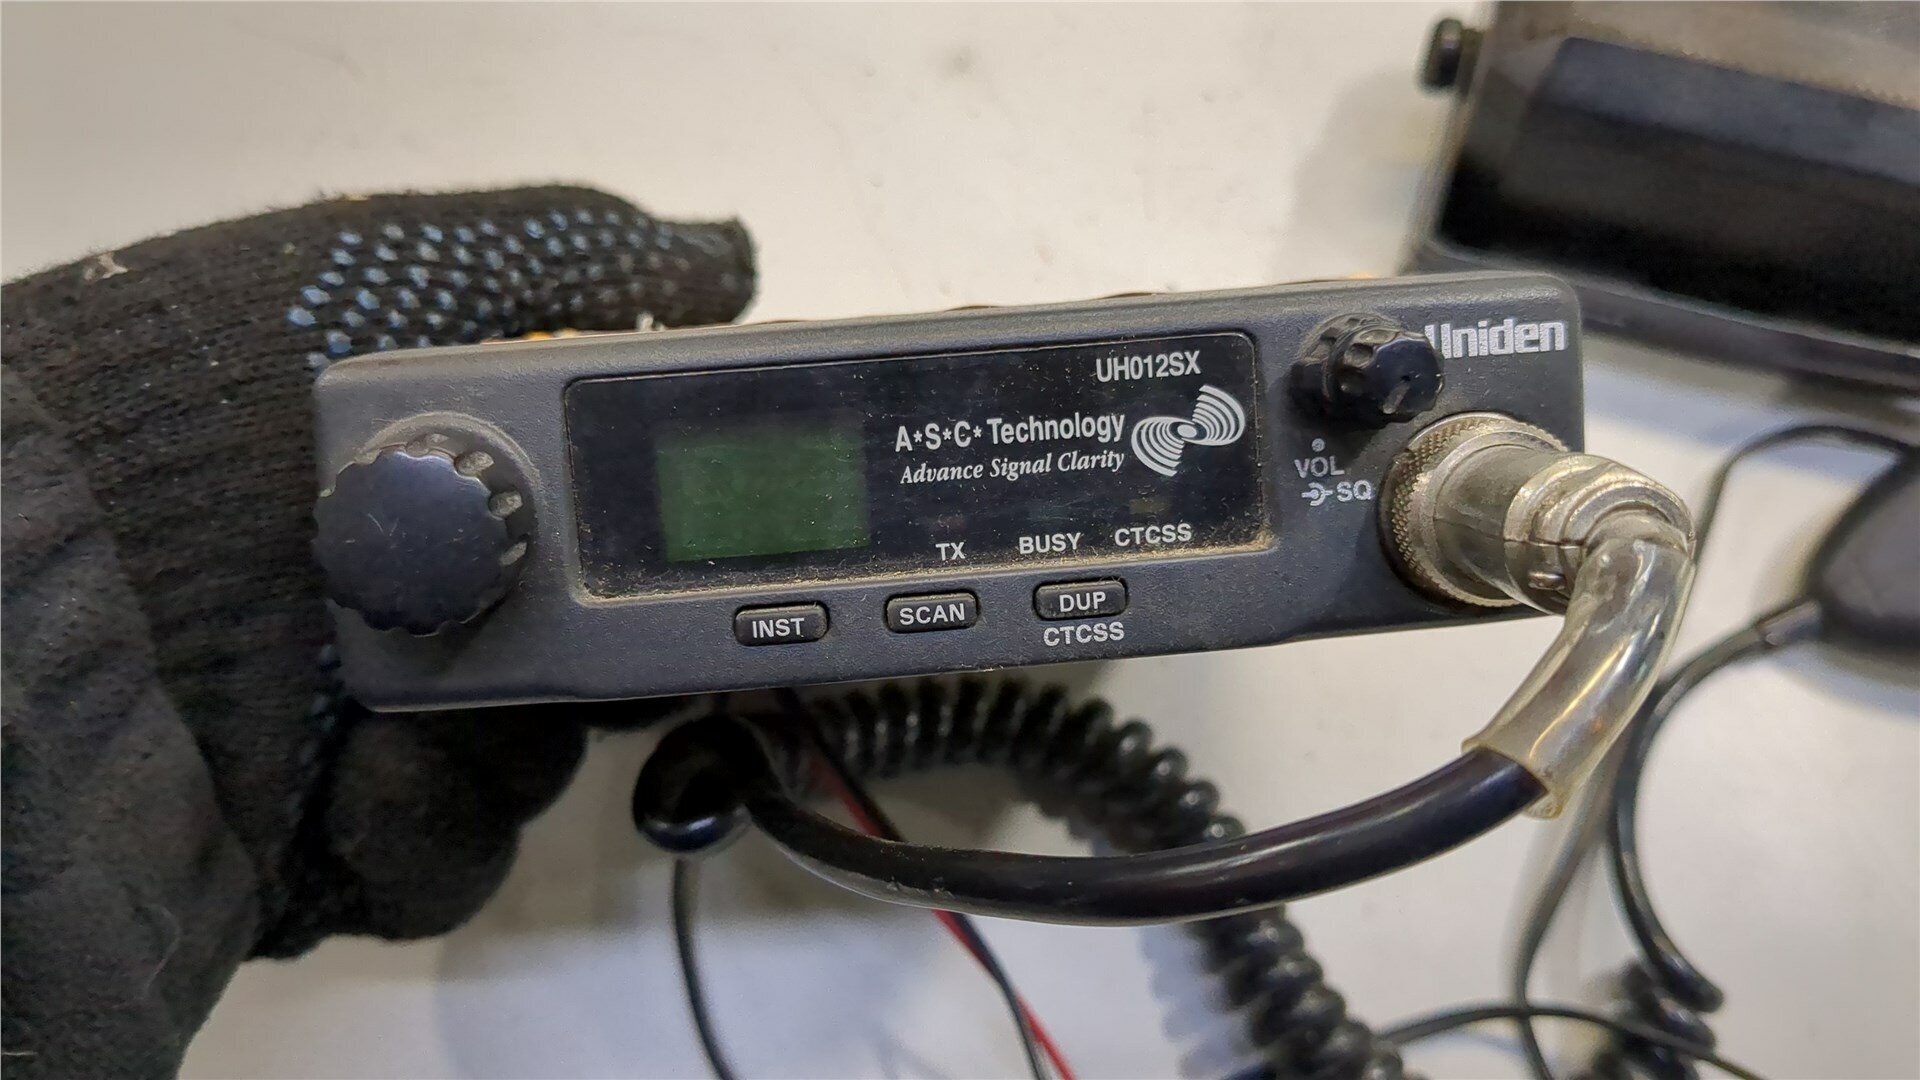 Uniden
UH012SX
A*S*C* Technology
Advance Signal Clarity
VOL
SQ
TX BUSY CTCSS
INST SCAN DUP
CTCSS